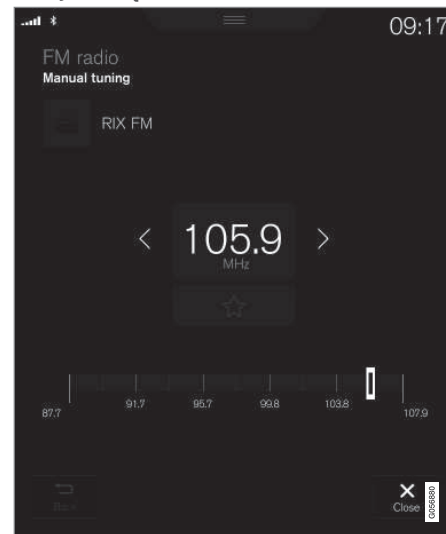 09:17
FM radio
Manual tuning
RIX FM
105.9
MHz
87.7 91.7 95.7 99.8 103.8 107.9
Back
Close
G056880